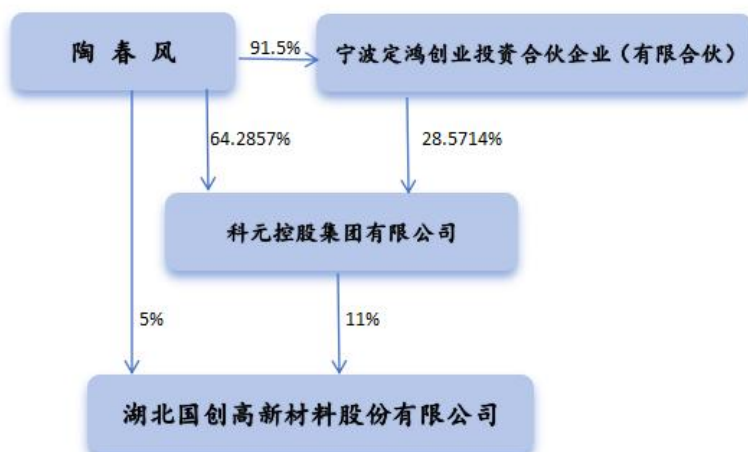 陶 春 风
91.5%
宁波定鸿创业投资合伙企业（有限合伙）
64.2857%
28.5714%
科元控股集团有限公司
5%
11%
湖北国创高新材料股份有限公司